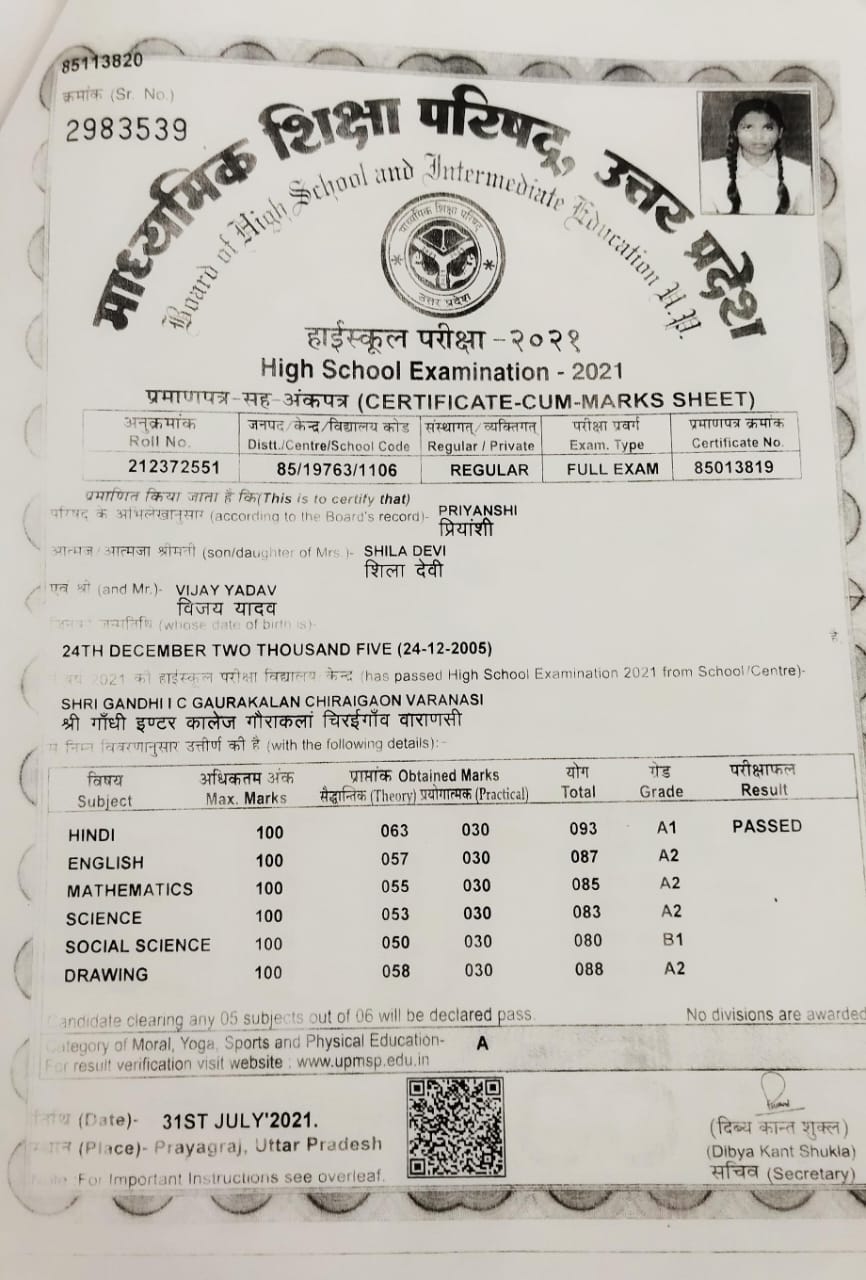 85113820
क्रमांक (Sr. No.)
2983539
माध्यमिक शिक्षा परिषद्, उत्तर प्रदेश
Board of High School and Intermediate Education U.P.
माध्यमिक शिक्षा परिषद्
उत्तर प्रदेश
हाईस्कूल परीक्षा -२०२१
High School Examination - 2021
प्रमाणपत्र-सह-अंकपत्र (CERTIFICATE-CUM-MARKS SHEET)
अनुक्रमांक जनपद/केन्द्र/विद्यालय कोड संस्थागत/व्यक्तिगत परीक्षा प्रवर्ग प्रमाणपत्र क्रमांक
Roll No. Distt./Centre/School Code Regular / Private Exam. Type Certificate No.
212372551 85/19763/1106 REGULAR FULL EXAM 85013819
प्रमाणित किया जाता है कि(This is to certify that)
परिषद के अभिलेखानुसार (according to the Board's record)- PRIYANSHI
प्रियांशी
आत्मज/आत्मजा श्रीमती (son/daughter of Mrs.)- SHILA DEVI
शिला देवी
एवं श्री (and Mr.)- VIJAY YADAV
विजय यादव
जिनकी जन्मतिथि (whose date of birth is)-
है
24TH DECEMBER TWO THOUSAND FIVE (24-12-2005)
वर्ष 2021 की हाईस्कूल परीक्षा विद्यालय केन्द्र (has passed High School Examination 2021 from School/Centre)-
SHRI GANDHI I C GAURAKALAN CHIRAIGAON VARANASI
श्री गाँधी इण्टर कालेज गौराकलां चिरईगाँव वाराणसी
से निम्न विवरणानुसार उत्तीर्ण की है (with the following details):-
विषय अधिकतम अंक प्राप्तांक Obtained Marks योग ग्रेड परीक्षाफल
Subject Max. Marks सैद्धान्तिक (Theory) प्रयोगात्मक (Practical) Total Grade Result
HINDI 100 063 030 093 A1 PASSED
ENGLISH 100 057 030 087 A2
MATHEMATICS 100 055 030 085 A2
SCIENCE 100 053 030 083 A2
SOCIAL SCIENCE 100 050 030 080 B1
DRAWING 100 058 030 088 A2
Candidate clearing any 05 subjects out of 06 will be declared pass. No divisions are awarded
Category of Moral, Yoga, Sports and Physical Education- A
For result verification visit website : www.upmsp.edu.in
(Date)- 31ST JULY'2021.
(Place)- Prayagraj, Uttar Pradesh
For Important Instructions see overleaf.
(दिब्य कान्त शुक्ल)
(Dibya Kant Shukla)
सचिव (Secretary)